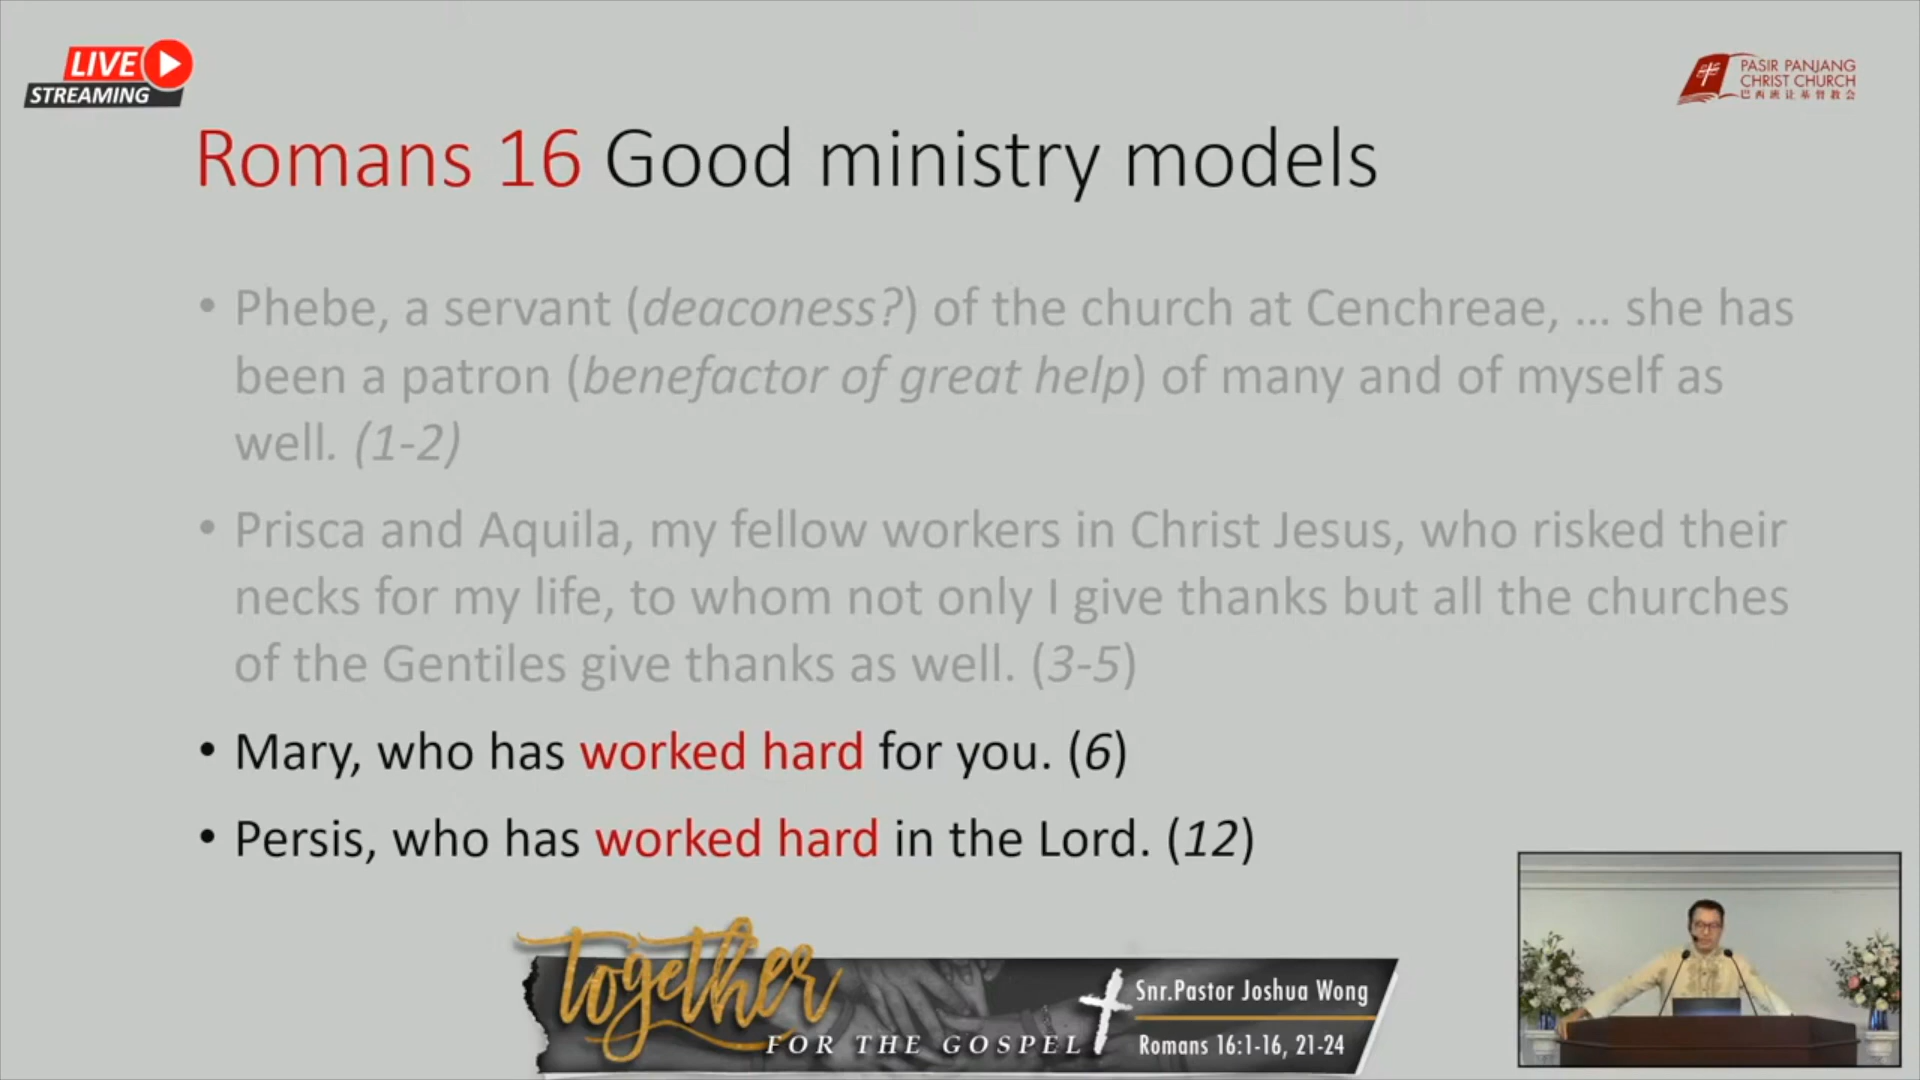 LIVE
STREAMING
PASIR PANJANG
CHRIST CHURCH
巴西班让基督教会
Romans 16 Good ministry models
• Phebe, a servant (deaconess?) of the church at Cenchreae, ... she has
been a patron (benefactor of great help) of many and of myself as
well. (1-2)
• Prisca and Aquila, my fellow workers in Christ Jesus, who risked their
necks for my life, to whom not only I give thanks but all the churches
of the Gentiles give thanks as well. (3-5)
• Mary, who has worked hard for you. (6)
• Persis, who has worked hard in the Lord. (12)
together
FOR THE GOSPEL
Snr.Pastor Joshua Wong
Romans 16:1-16, 21-24